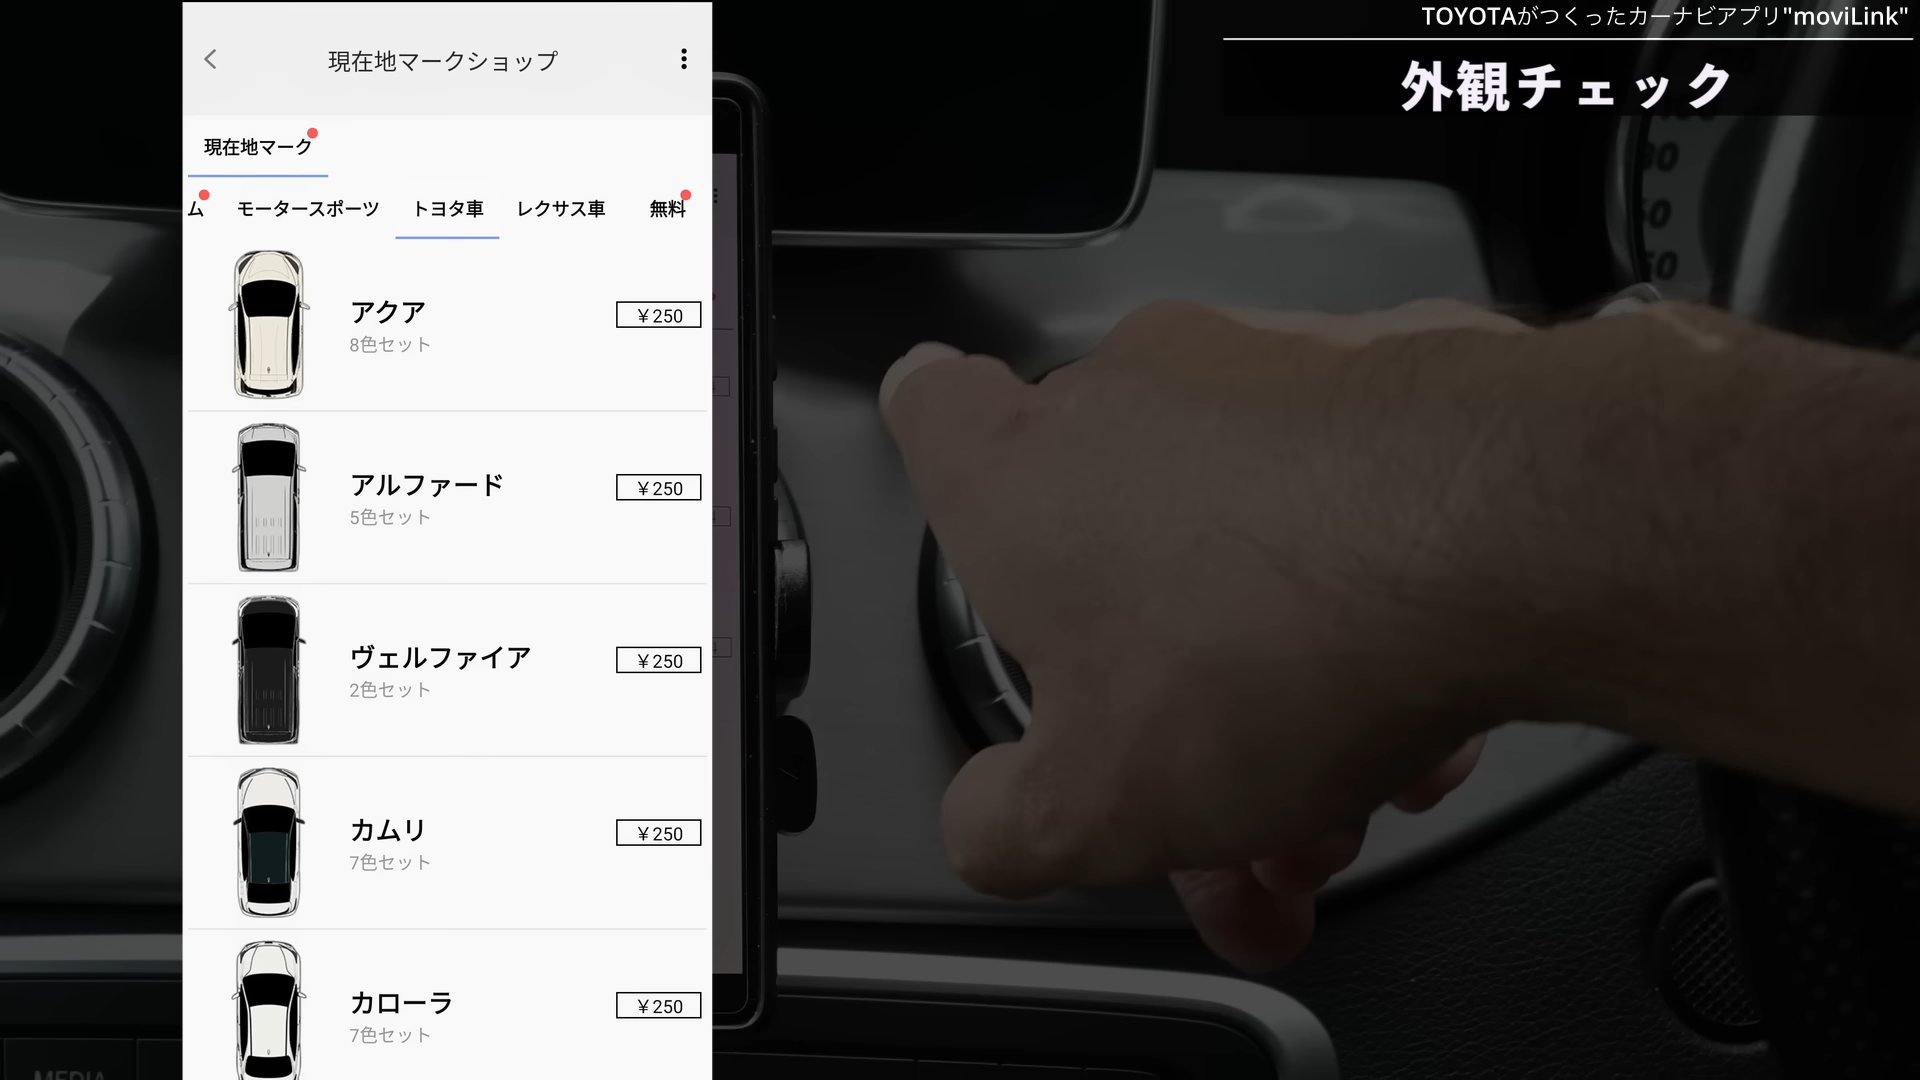 TOYOTAがつくったカーナビアプリ"moviLink"
外観チェック
現在地マークショップ
現在地マーク
ム モータースポーツ トヨタ車 レクサス車 無料
アクア
￥250
8色セット
アルファード
￥250
5色セット
ヴェルファイア
￥250
2色セット
カムリ
￥250
7色セット
カローラ
￥250
7色セット
MEDIA